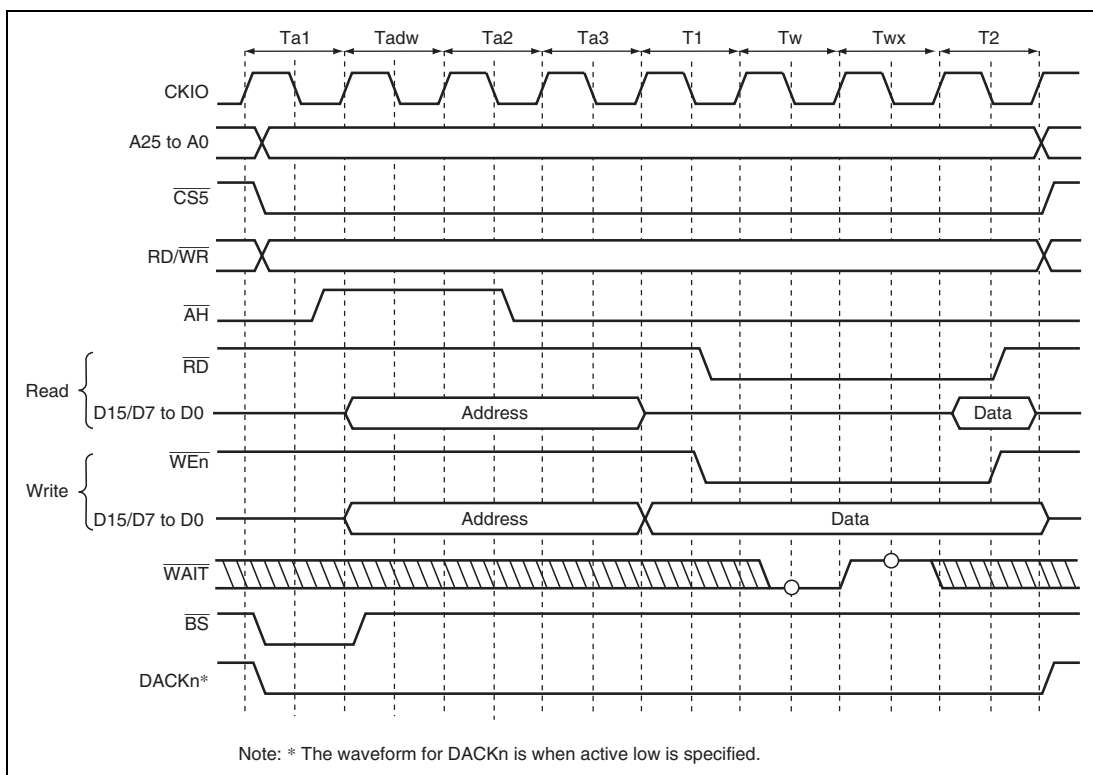 Ta1 Tadw Ta2 Ta3 T1 Tw Twx T2
CKIO
A25 to A0
CS5
RD/WR
AH
RD
Read
D15/D7 to D0 Address Data
WEn
Write
D15/D7 to D0 Address Data
WAIT
BS
DACKn*
Note: * The waveform for DACKn is when active low is specified.